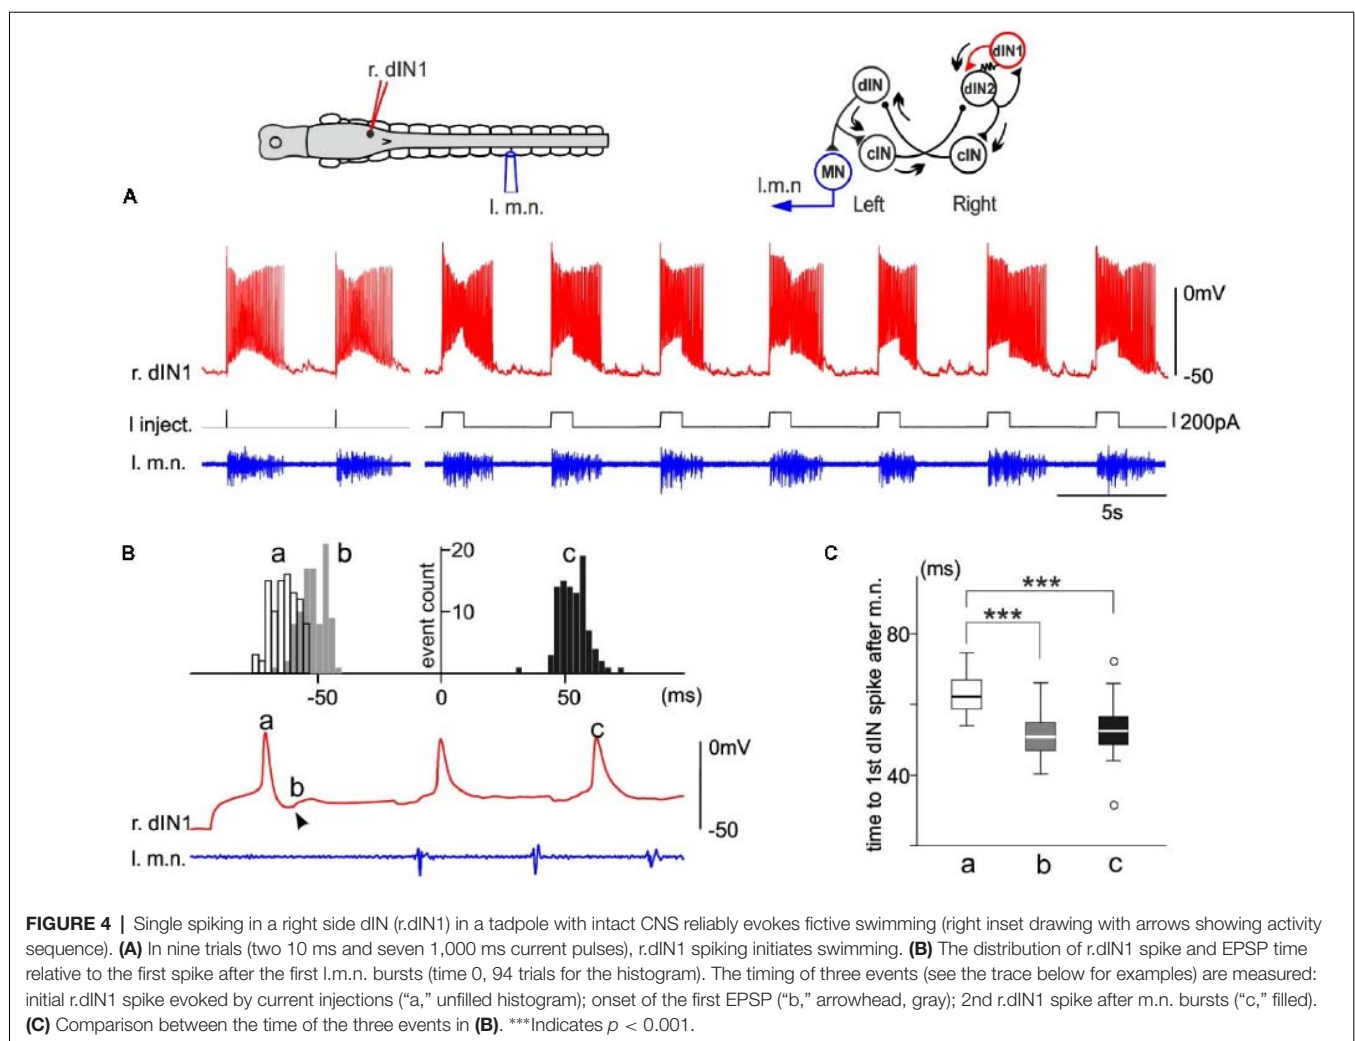 r. dIN1
l. m.n.
dIN1
dIN
dIN2
cIN
cIN
MN
l.m.n
Left
Right
A
0mV
-50
r. dIN1
I inject.
200pA
l. m.n.
5s
B
a
b
c
event count
20
10
-50
0
50
(ms)
a
b
c
0mV
-50
r. dIN1
l. m.n.
C
(ms)
time to 1st dIN spike after m.n.
80
40
***
***
a
b
c
FIGURE 4 | Single spiking in a right side dIN (r.dIN1) in a tadpole with intact CNS reliably evokes fictive swimming (right inset drawing with arrows showing activity
sequence). (A) In nine trials (two 10 ms and seven 1,000 ms current pulses), r.dIN1 spiking initiates swimming. (B) The distribution of r.dIN1 spike and EPSP time
relative to the first spike after the first l.m.n. bursts (time 0, 94 trials for the histogram). The timing of three events (see the trace below for examples) are measured:
initial r.dIN1 spike evoked by current injections (“a,” unfilled histogram); onset of the first EPSP (“b,” arrowhead, gray); 2nd r.dIN1 spike after m.n. bursts (“c,” filled).
(C) Comparison between the time of the three events in (B). ***Indicates p < 0.001.